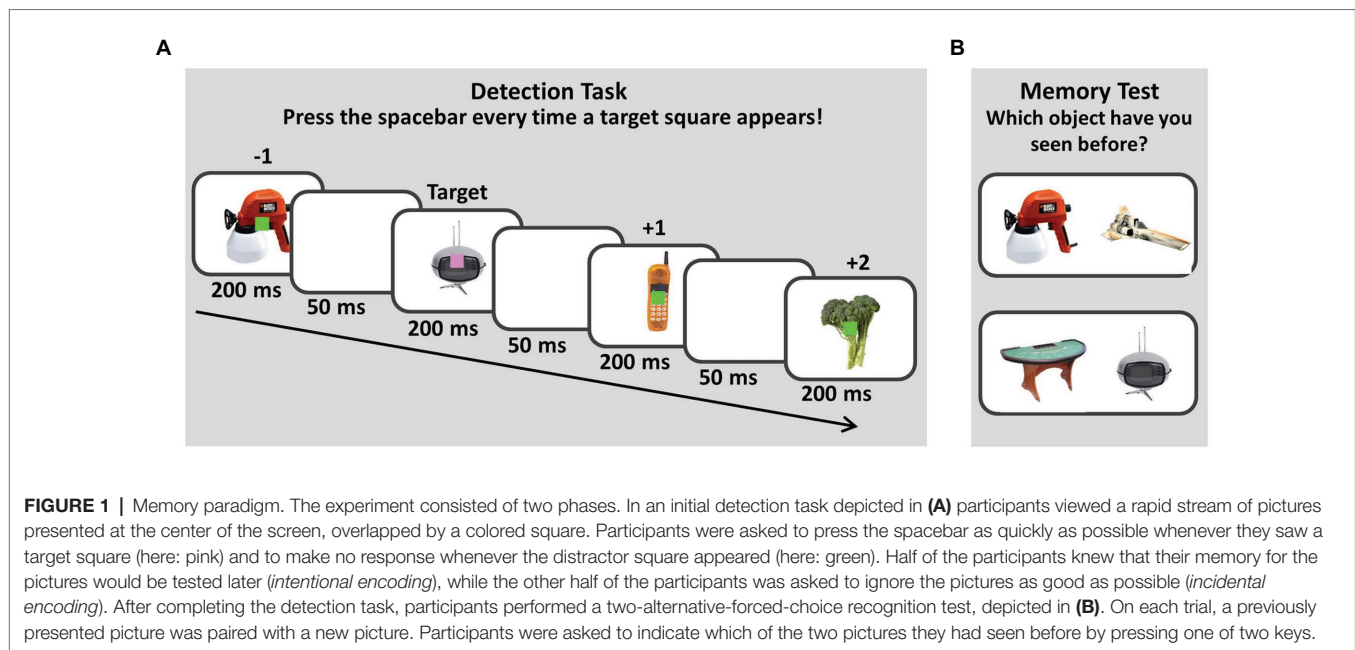 A
B
Detection Task
Press the spacebar every time a target square appears!
-1
Target
+1
+2
200 ms
50 ms
200 ms
50 ms
200 ms
50 ms
200 ms
Memory Test
Which object have you
seen before?
FIGURE 1 | Memory paradigm. The experiment consisted of two phases. In an initial detection task depicted in (A) participants viewed a rapid stream of pictures
presented at the center of the screen, overlapped by a colored square. Participants were asked to press the spacebar as quickly as possible whenever they saw a
target square (here: pink) and to make no response whenever the distractor square appeared (here: green). Half of the participants knew that their memory for the
pictures would be tested later (intentional encoding), while the other half of the participants was asked to ignore the pictures as good as possible (incidental
encoding). After completing the detection task, participants performed a two-alternative-forced-choice recognition test, depicted in (B). On each trial, a previously
presented picture was paired with a new picture. Participants were asked to indicate which of the two pictures they had seen before by pressing one of two keys.